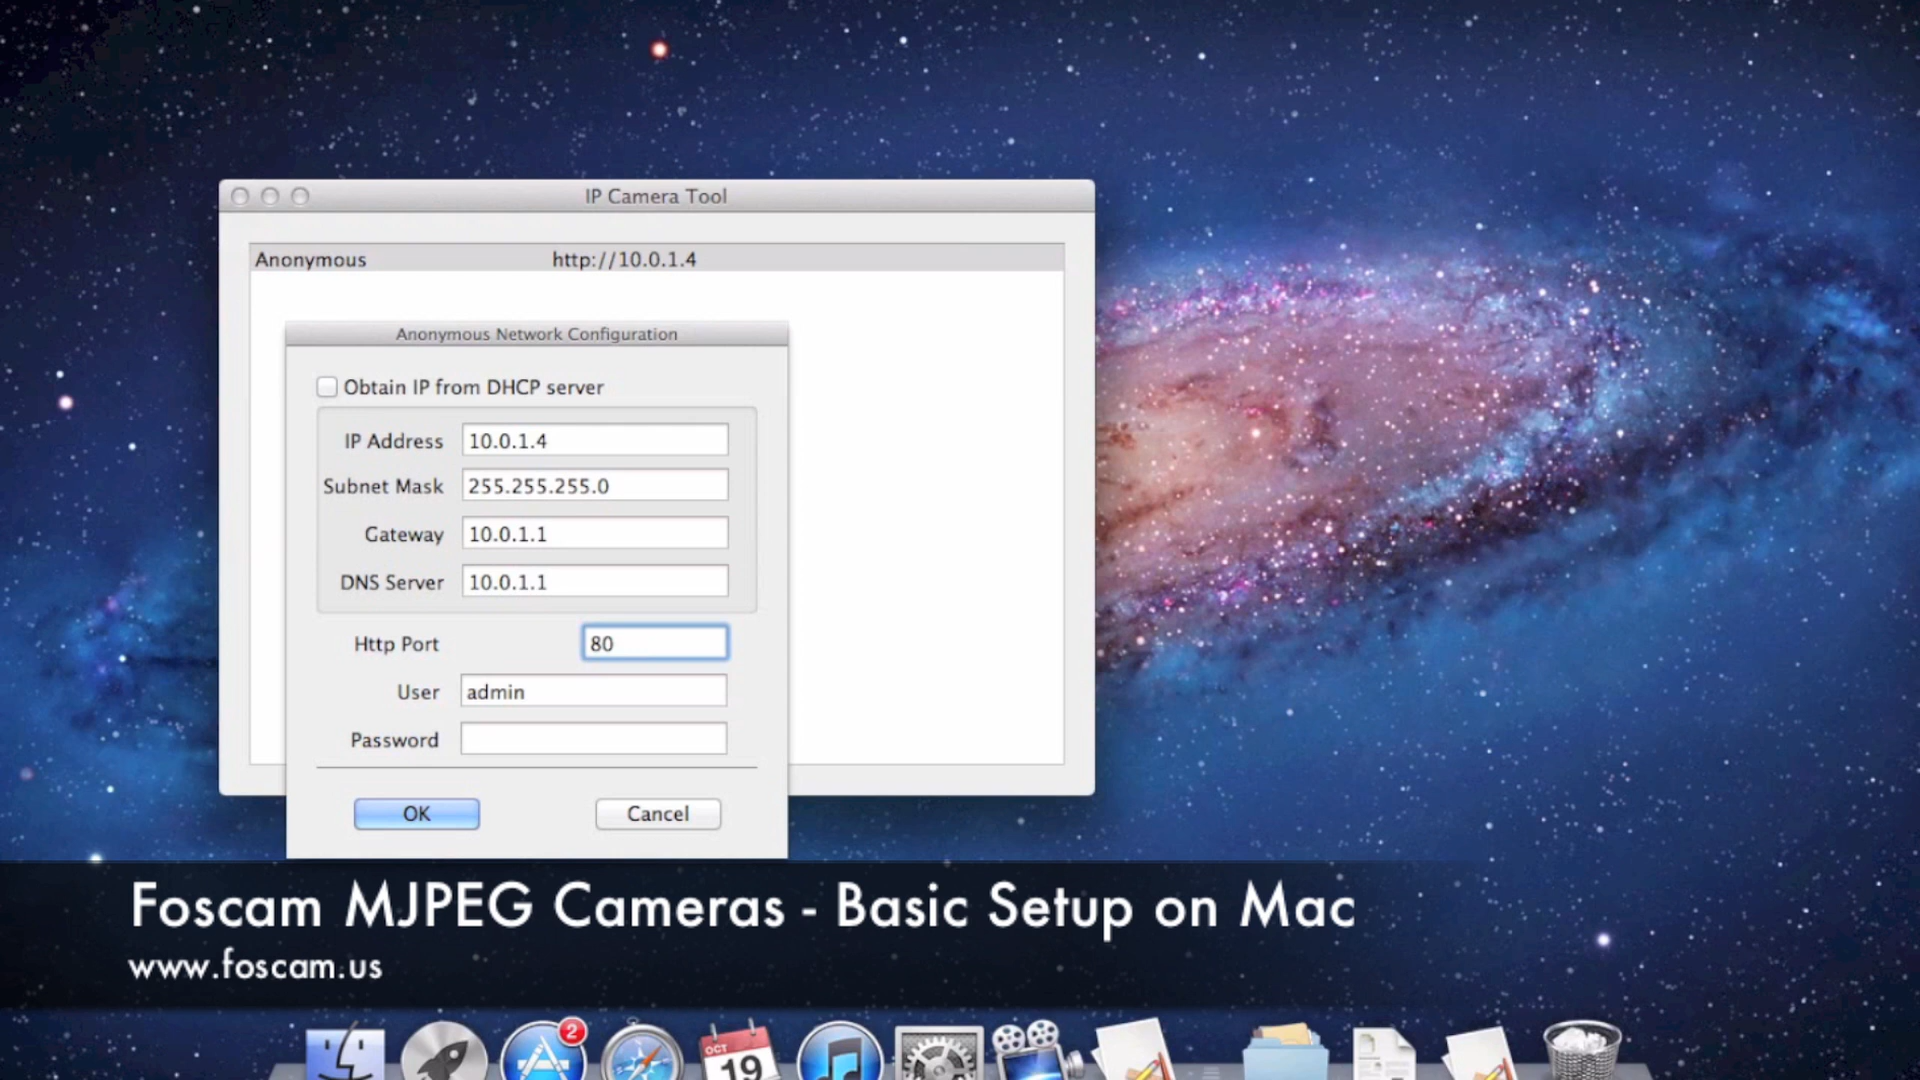 IP Camera Tool
Anonymous http://10.0.1.4
Anonymous Network Configuration
Obtain IP from DHCP server
IP Address 10.0.1.4
Subnet Mask 255.255.255.0
Gateway 10.0.1.1
DNS Server 10.0.1.1
Http Port 80
User admin
Password
OK Cancel
Foscam MJPEG Cameras - Basic Setup on Mac
www.foscam.us
2
OCT
19